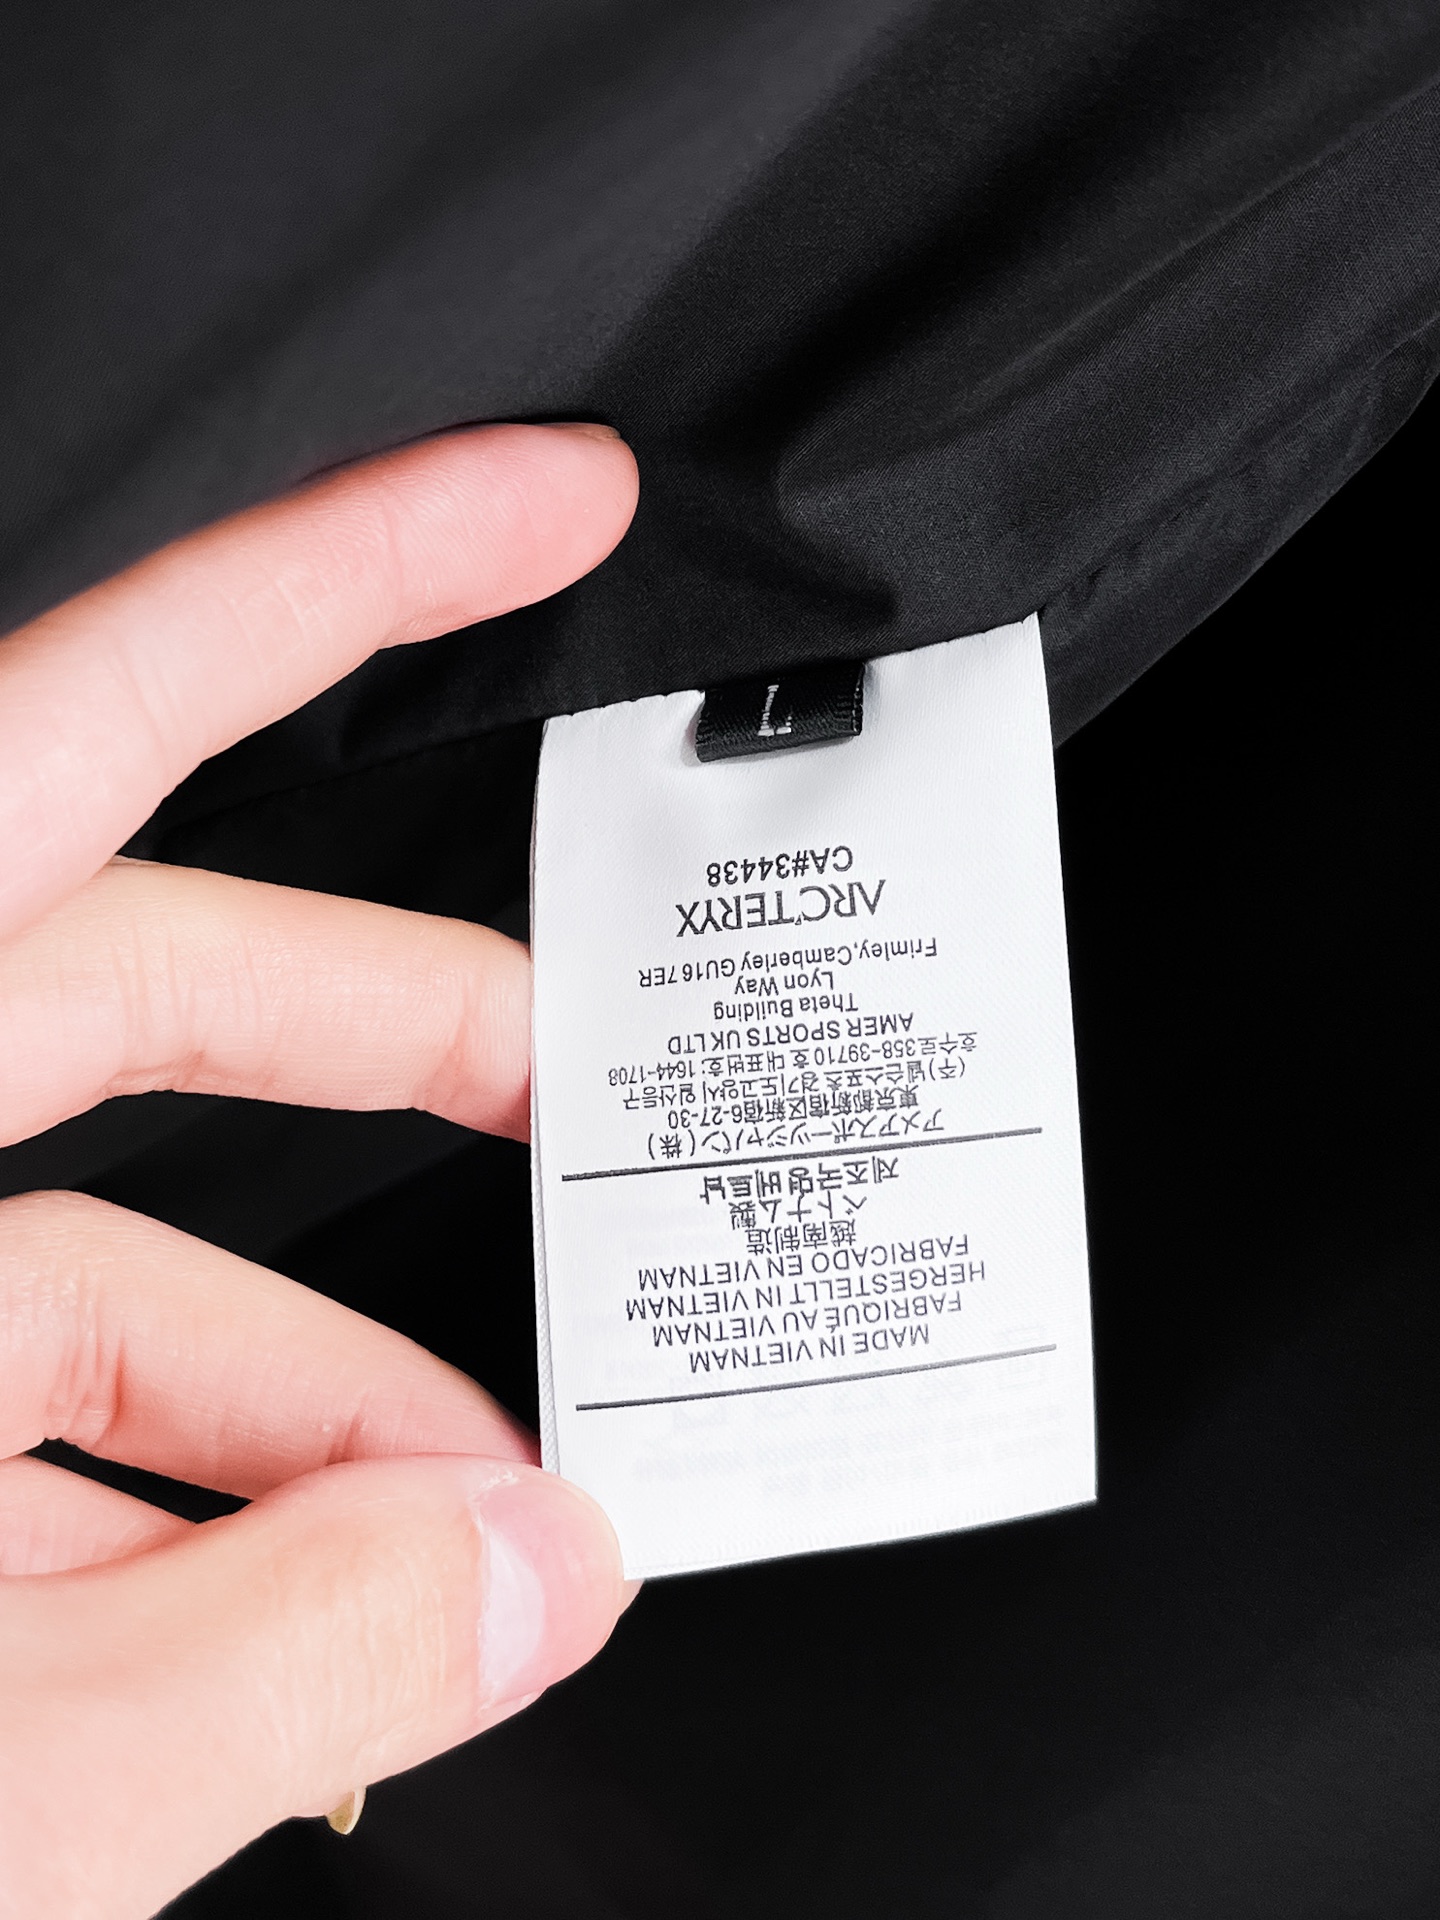 MADE IN VIETNAM
FABRIQUÉ AU VIETNAM
HERGESTELLT IN VIETNAM
FABRICADO EN VIETNAM
越南制造
ベトナム製
제조국명베트남
アメアスポーツジャパン(株)
東京都新宿区新宿6-27-30
(주)넬슨스포츠 경기도고양시 일산동구
호수로358-39710호 대표번호: 1644-1708
AMER SPORTS UK LTD
Theta Building
Lyon Way
Frimley,Camberley GU16 7ER
ARC'TERYX
CA#34438